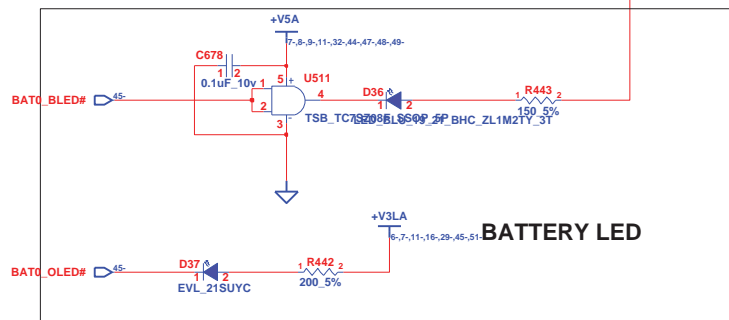 +V5A
7-,8-,9-,11-,32-,44-,47-,48-,49-
C678
1 2
0.1uF_10v
5 +
U511
BAT0_BLED# 45-
1
2
4
3 -
D36
1 2
R443
1 2
150_5%
TSB_TC7SZ08F_SSOP_5P
LED_BLU_19_21_BHC_ZL1M2TY_3T
+V3LA
6-,7-,11-,16-,29-,45-,51-
BATTERY LED
BAT0_OLED# 45-
D37
1 2
EVL_21SUYC
R442
1 2
200_5%